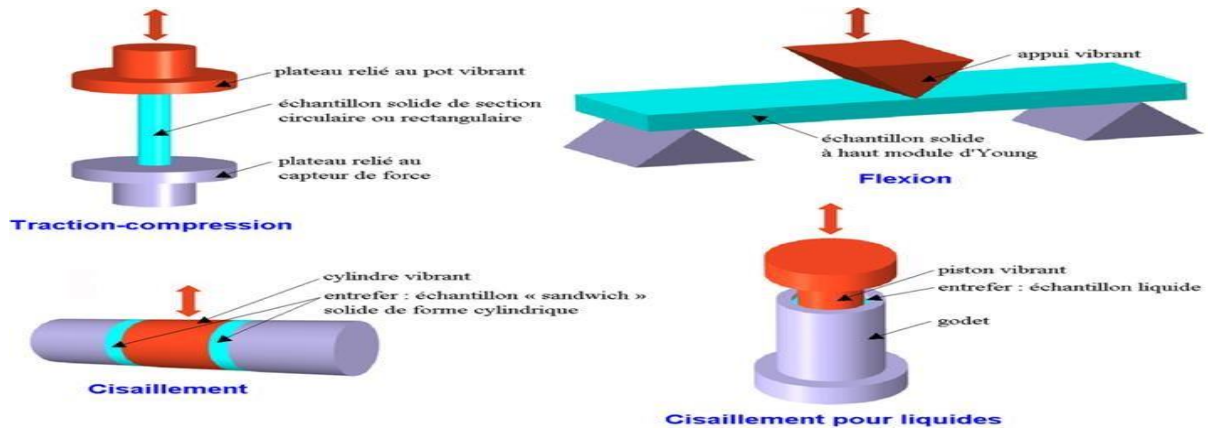 plateau relié au pot vibrant
échantillon solide de section
circulaire ou rectangulaire
plateau relié au
capteur de force
Traction-compression
appui vibrant
échantillon solide
à haut module d'Young
Flexion
cylindre vibrant
entrefer : échantillon « sandwich »
solide de forme cylindrique
Cisaillement
piston vibrant
entrefer : échantillon liquide
godet
Cisaillement pour liquides